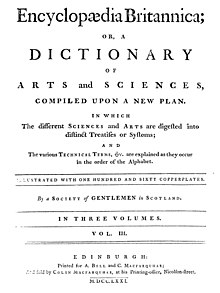 Encyclopædia Britannica;
OR, A
DICTIONARY
OF
ARTS and SCIENCES,
COMPILED UPON A NEW PLAN.
IN WHICH
The different SCIENCES and ARTS are digested into
distinct Treatises or Systems;
AND
The various TECHNICAL TERMS, &c. are explained as they occur
in the order of the Alphabet.
ILLUSTRATED WITH ONE HUNDRED AND SIXTY COPPERPLATES.
By a SOCIETY of GENTLEMEN in SCOTLAND.
IN THREE VOLUMES.
VOL. III.
EDINBURGH:
Printed for A. BELL and C. MACFARQUHAR;
And sold by COLIN MACFARQUHAR, at his Printing-office, Nicolson-street.
M.DCC.LXXI.